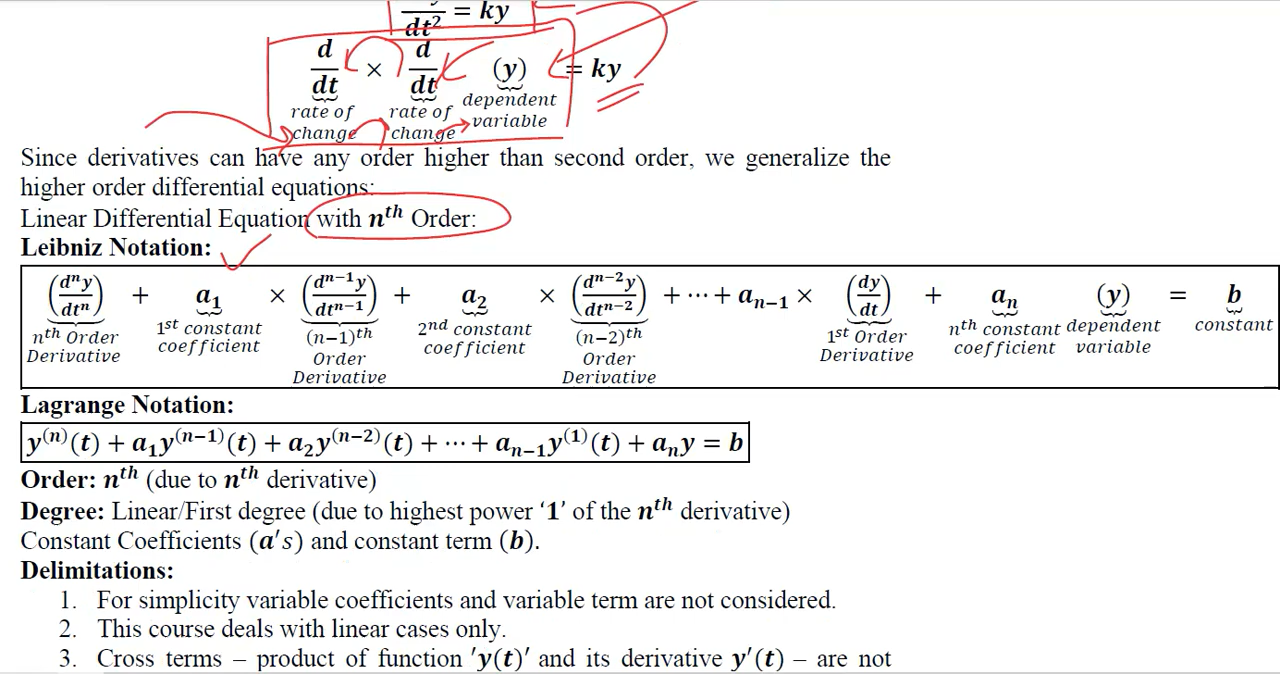 dt² = ky
d/dt × d/dt (y) = ky
rate of change rate of change dependent variable
Since derivatives can have any order higher than second order, we generalize the
higher order differential equations:
Linear Differential Equation with nᵗʰ Order:
Leibniz Notation:
(dⁿy/dtⁿ) + a₁ × (dⁿ⁻¹y/dtⁿ⁻¹) + a₂ × (dⁿ⁻²y/dtⁿ⁻²) + ⋯ + aₙ₋₁ × (dy/dt) + aₙ (y) = b
nᵗʰ Order Derivative 1ˢᵗ constant coefficient (n−1)ᵗʰ Order Derivative 2ⁿᵈ constant coefficient (n−2)ᵗʰ Order Derivative 1ˢᵗ Order Derivative nᵗʰ constant coefficient dependent variable constant
Lagrange Notation:
y⁽ⁿ⁾(t) + a₁y⁽ⁿ⁻¹⁾(t) + a₂y⁽ⁿ⁻²⁾(t) + ⋯ + aₙ₋₁y⁽¹⁾(t) + aₙy = b
Order: nᵗʰ (due to nᵗʰ derivative)
Degree: Linear/First degree (due to highest power ‘1’ of the nᵗʰ derivative)
Constant Coefficients (a′s) and constant term (b).
Delimitations:
1. For simplicity variable coefficients and variable term are not considered.
2. This course deals with linear cases only.
3. Cross terms – product of function ′y(t)′ and its derivative y′(t) – are not